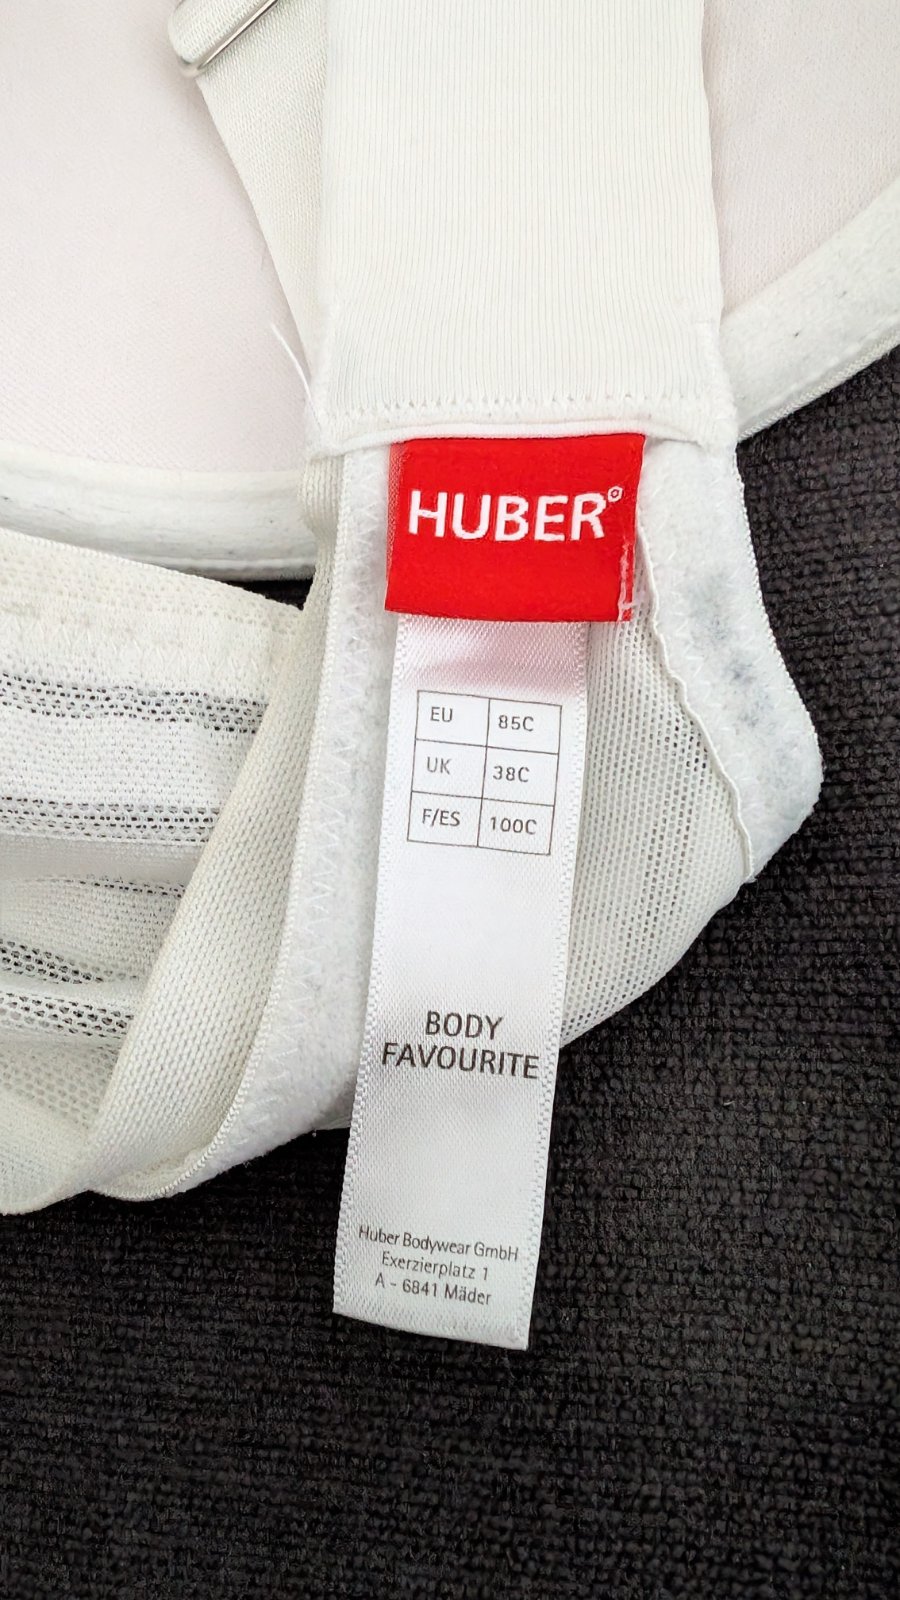 HUBER
EU 85C
UK 38C
F/ES 100C
BODY
FAVOURITE
Huber Bodywear GmbH
Exerzierplatz 1
A - 6841 Mäder